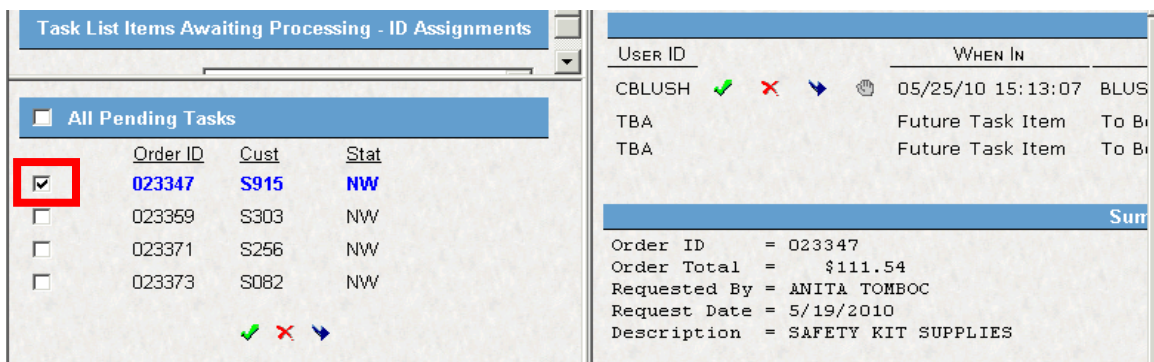 Task List Items Awaiting Processing - ID Assignments
All Pending Tasks
Order ID Cust Stat
023347 S915 NW
023359 S303 NW
023371 S256 NW
023373 S082 NW
USER ID WHEN IN
CBLUSH 05/25/10 15:13:07 BLUS
TBA Future Task Item To
TBA Future Task Item To
Sum
Order ID = 023347
Order Total = $111.54
Requested By = ANITA TOMBOC
Request Date = 5/19/2010
Description = SAFETY KIT SUPPLIES